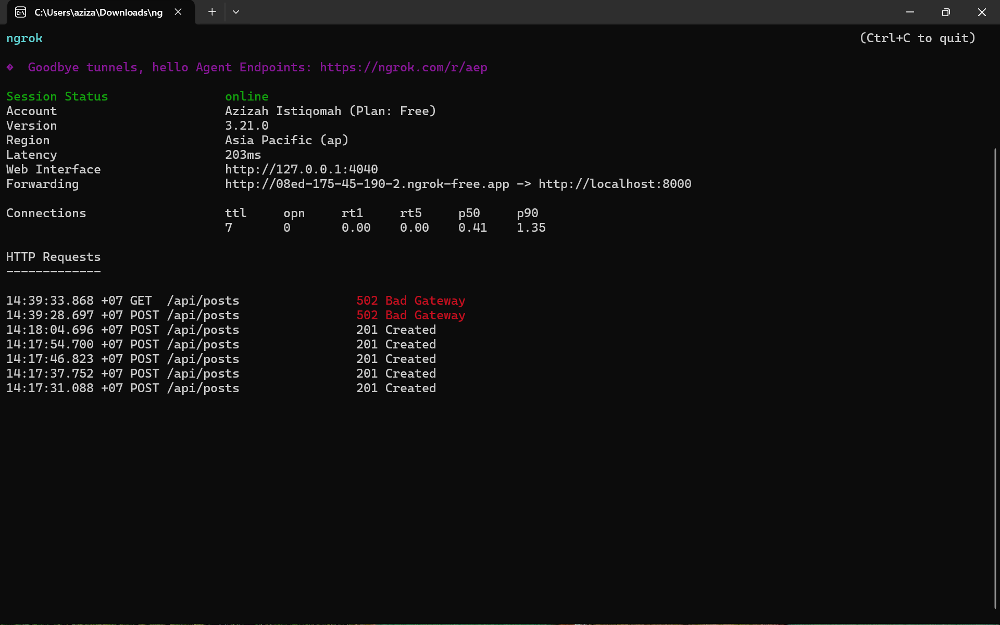 C:\Users\aziza\Downloads\ng
ngrok (Ctrl+C to quit)
� Goodbye tunnels, hello Agent Endpoints: https://ngrok.com/r/aep
Session Status online
Account Azizah Istiqomah (Plan: Free)
Version 3.21.0
Region Asia Pacific (ap)
Latency 203ms
Web Interface http://127.0.0.1:4040
Forwarding http://08ed-175-45-190-2.ngrok-free.app -> http://localhost:8000
Connections ttl opn rt1 rt5 p50 p90
7 0 0.00 0.00 0.41 1.35
HTTP Requests
-------------
14:39:33.868 +07 GET /api/posts 502 Bad Gateway
14:39:28.697 +07 POST /api/posts 502 Bad Gateway
14:18:04.696 +07 POST /api/posts 201 Created
14:17:54.700 +07 POST /api/posts 201 Created
14:17:46.823 +07 POST /api/posts 201 Created
14:17:37.752 +07 POST /api/posts 201 Created
14:17:31.088 +07 POST /api/posts 201 Created